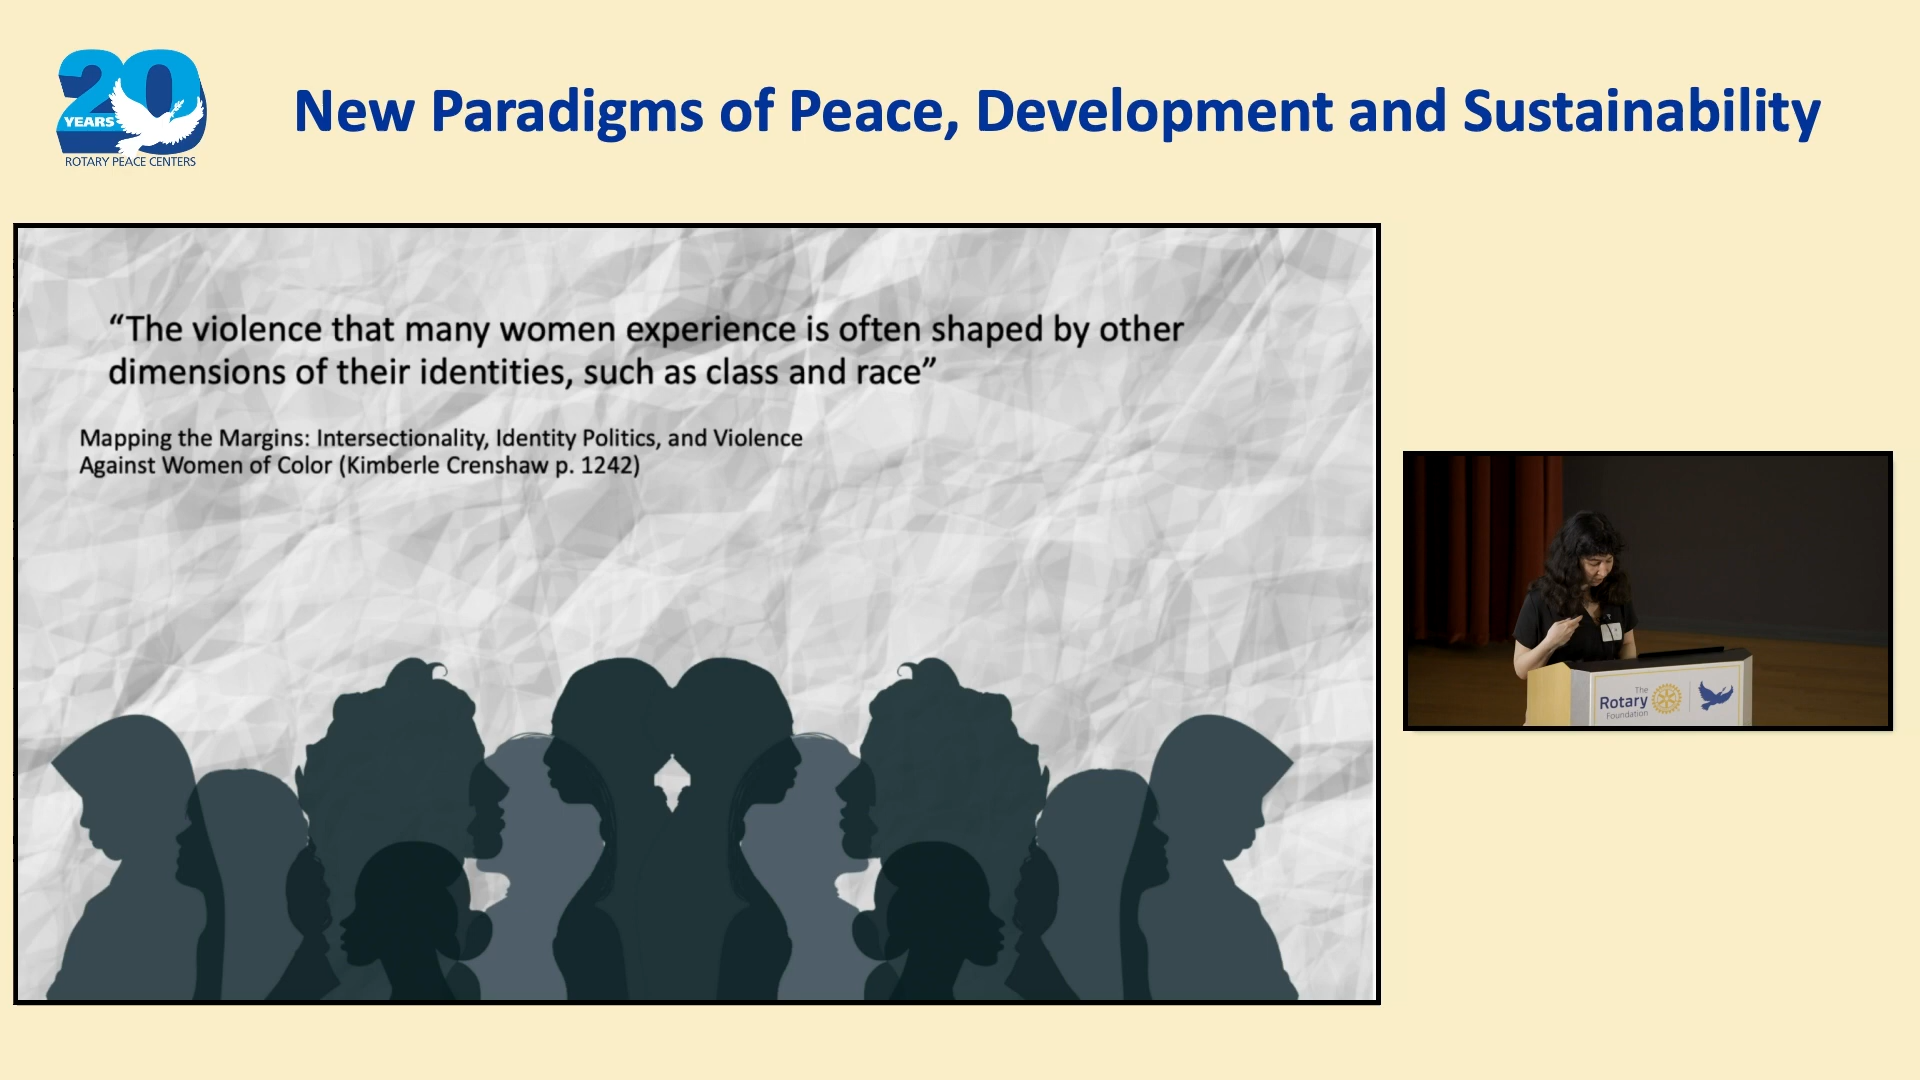 20
YEARS
ROTARY PEACE CENTERS
New Paradigms of Peace, Development and Sustainability
“The violence that many women experience is often shaped by other
dimensions of their identities, such as class and race”
Mapping the Margins: Intersectionality, Identity Politics, and Violence
Against Women of Color (Kimberle Crenshaw p. 1242)
The
Rotary
Foundation